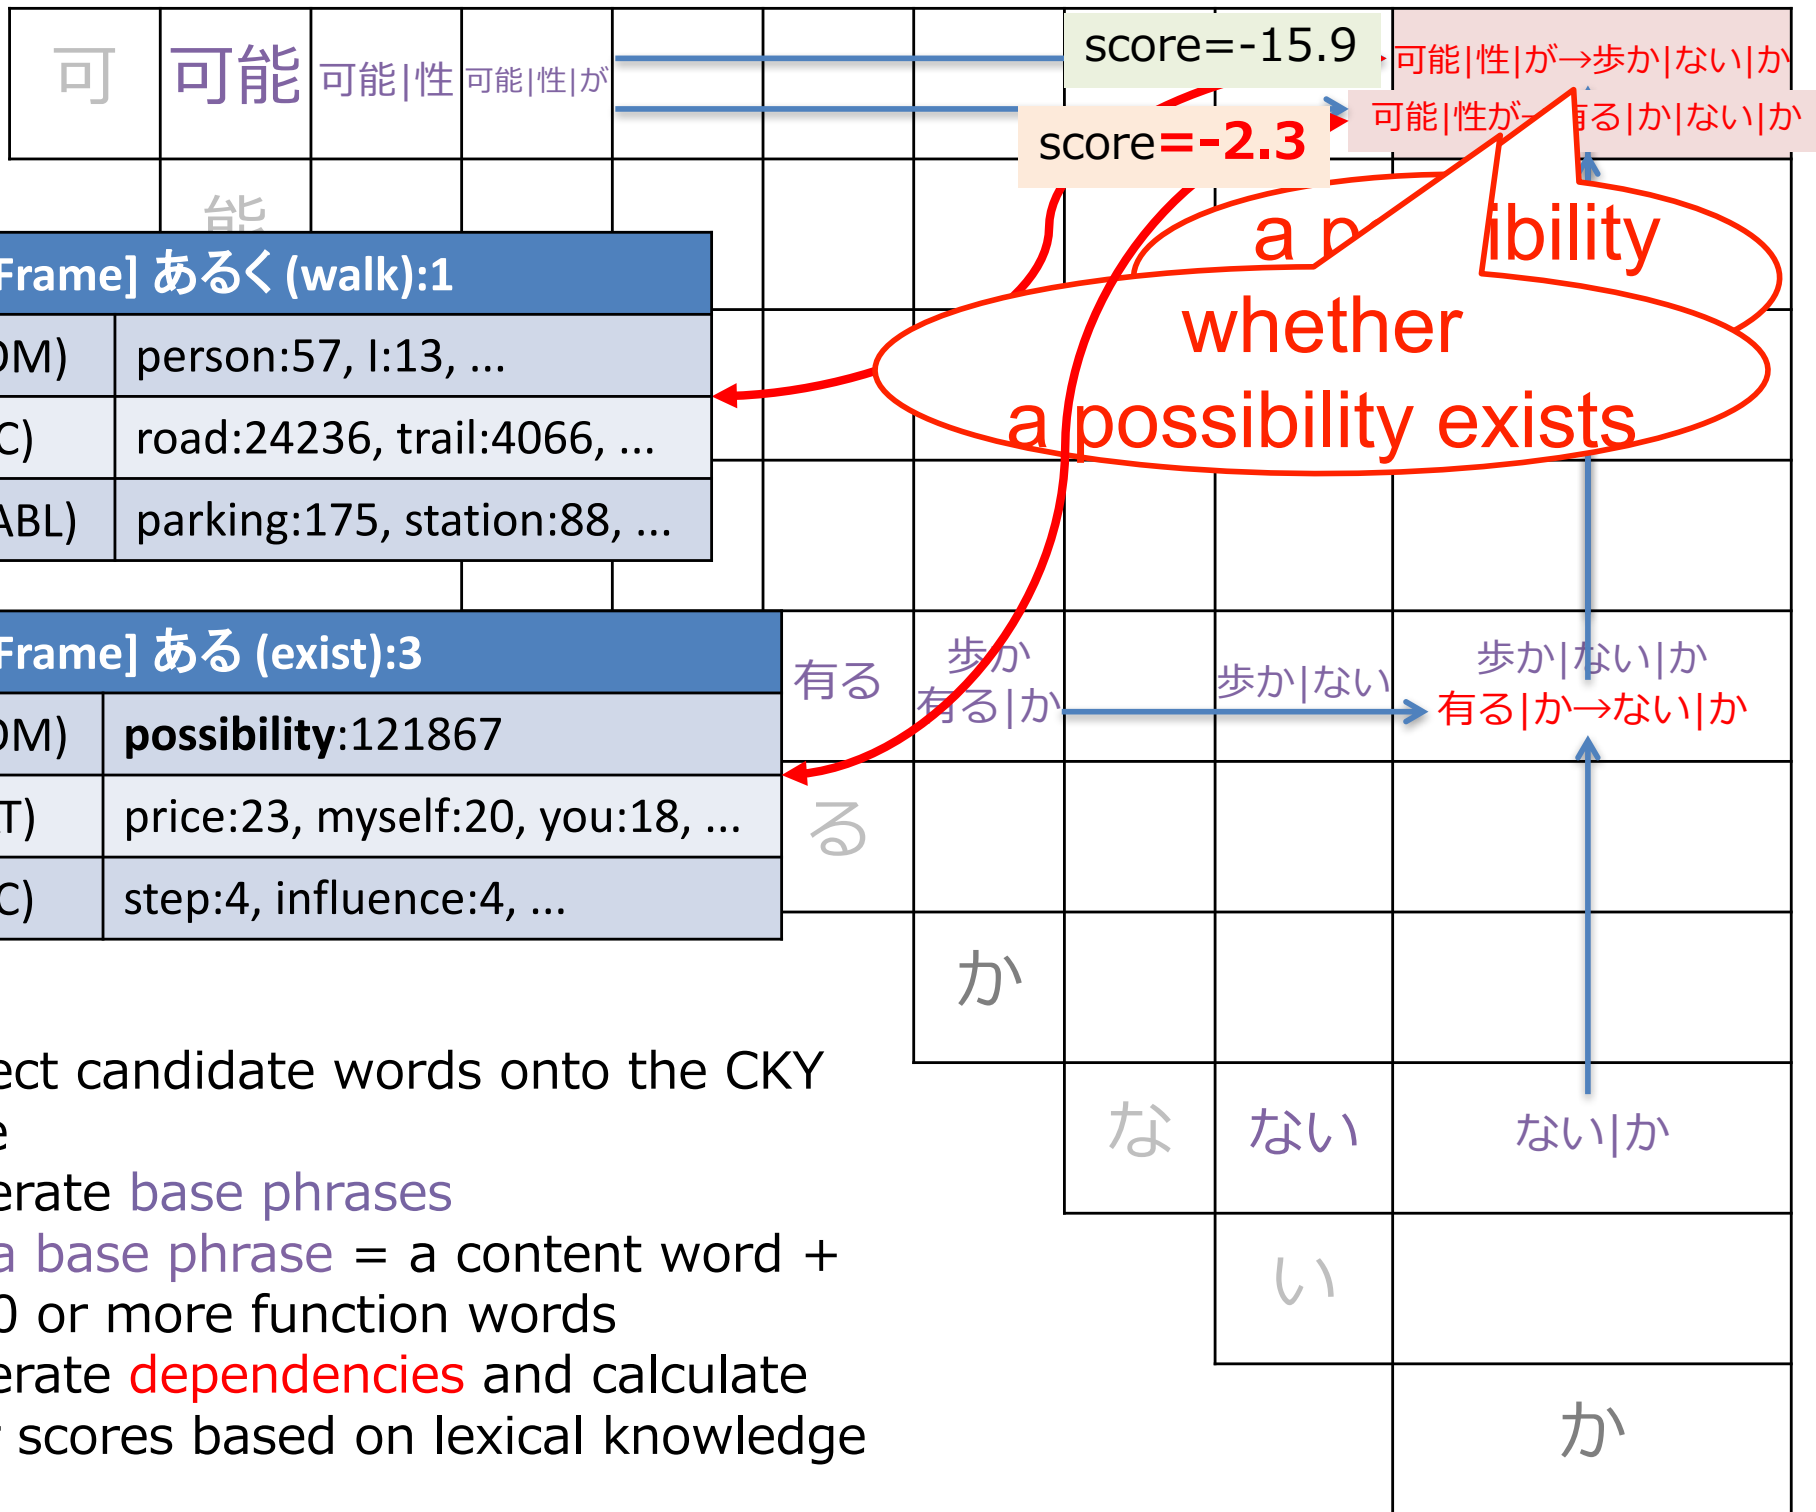 可 可能 可能|性 可能|性|が score=-15.9 可能|性|が→歩か|ない|か
score=-2.3 可能|性が
る|か|ない|か
能
a p ibility
Frame] あるく(walk):1
whether
a possibility exists
person:57, I:13, ...
C) road:24236, trail:4066, ...
ABL) parking:175, station:88, ...
Frame] ある (exist):3
有る 歩か 歩か|ない 歩か|ない|か
有る|か 有る|か→ない|か
possibility:121867
T) price:23, myself:20, you:18, ...
る
C) step:4, influence:4, ...
か
ect candidate words onto the CKY
e
な ない ない|か
erate base phrases
a base phrase = a content word +
0 or more function words
い
erate dependencies and calculate
r scores based on lexical knowledge
か